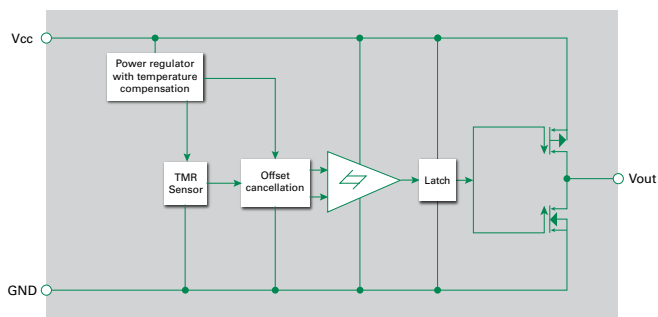 Vcc
Power regulator
with temperature
compensation
TMR
Sensor
Offset
cancellation
Latch
Vout
GND